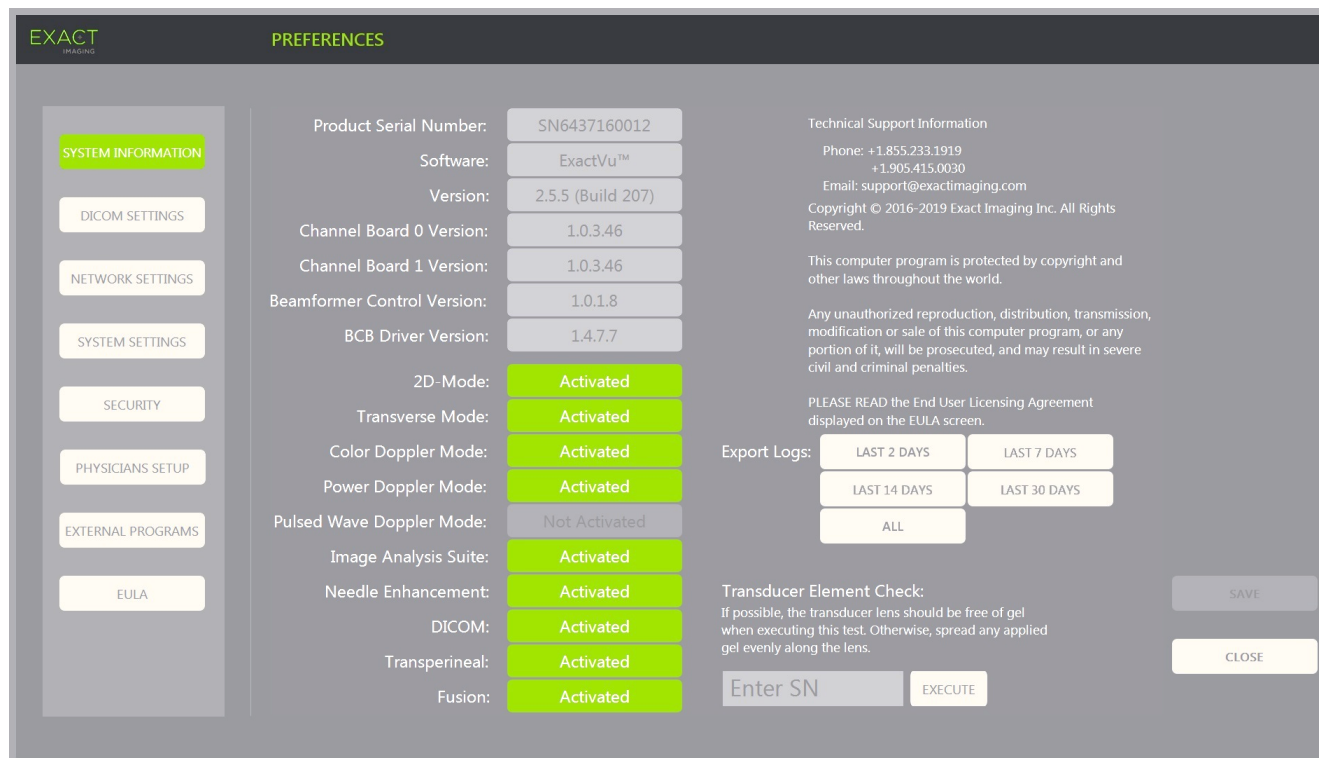 EXACT
IMAGING
PREFERENCES
SYSTEM INFORMATION
DICOM SETTINGS
NETWORK SETTINGS
SYSTEM SETTINGS
SECURITY
PHYSICIANS SETUP
EXTERNAL PROGRAMS
EULA
Product Serial Number: SN6437160012
Software: ExactVu™
Version: 2.5.5 (Build 207)
Channel Board 0 Version: 1.0.3.46
Channel Board 1 Version: 1.0.3.46
Beamformer Control Version: 1.0.1.8
BCB Driver Version: 1.4.7.7
2D-Mode: Activated
Transverse Mode: Activated
Color Doppler Mode: Activated
Power Doppler Mode: Activated
Pulsed Wave Doppler Mode: Not Activated
Image Analysis Suite: Activated
Needle Enhancement: Activated
DICOM: Activated
Transperineal: Activated
Fusion: Activated
Technical Support Information
Phone: +1.855.233.1919
+1.905.415.0030
Email: support@exactimaging.com
Copyright © 2016-2019 Exact Imaging Inc. All Rights
Reserved.
This computer program is protected by copyright and
other laws throughout the world.
Any unauthorized reproduction, distribution, transmission,
modification or sale of this computer program, or any
portion of it, will be prosecuted, and may result in severe
civil and criminal penalties.
PLEASE READ the End User Licensing Agreement
displayed on the EULA screen.
Export Logs: LAST 2 DAYS LAST 7 DAYS
LAST 14 DAYS LAST 30 DAYS
ALL
Transducer Element Check:
If possible, the transducer lens should be free of gel
when executing this test. Otherwise, spread any applied
gel evenly along the lens.
Enter SN EXECUTE
SAVE
CLOSE